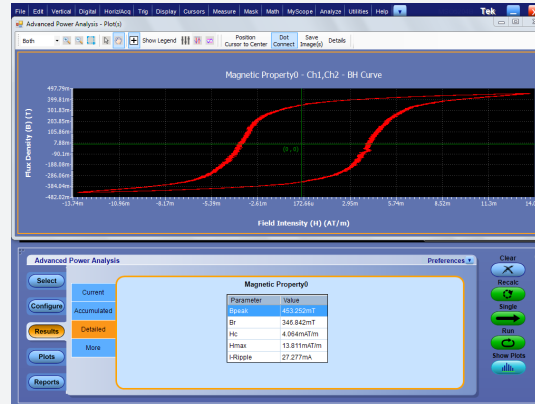 File Edit Vertical Digital Horiz/Acq Trig Display Cursors Measure Mask Math MyScope Analyze Utilities Help Tek
Advanced Power Analysis - Plot(s)
Both Show Legend Position Cursor to Center Dot Connect Save Image(s) Details
Magnetic Property0 - Ch1,Ch2 - BH Curve
Flux Density (B) (T)
497.79m
399.81m
303.85m
205.86m
105.86m
7.88m
-90.1m
-188.08m
-286.06m
-384.04m
-482.02m
(0 , 0)
-13.74m -10.96m -8.17m -5.39m -2.61m 172.66u 2.95m 5.74m 8.52m 11.3m
Field Intensity (H) (AT/m)
Advanced Power Analysis Preferences
Clear
Select
Configure
Results
Plots
Reports
Current
Accumulated
Detailed
More
Magnetic Property0
Parameter Value
Bpeak 453.252mT
Br 346.842mT
Hc 4.064mAT/m
Hmax 13.811mAT/m
I-Ripple 27.277mA
Recalc
Single
Run
Show Plots